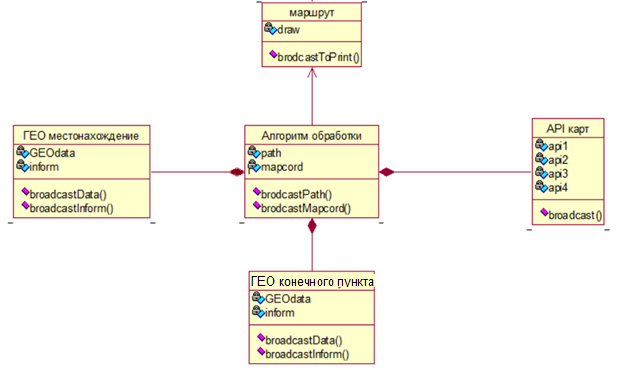 маршрут
draw
brodcastToPrint()
ГЕО местонахождение
GEOdata
inform
broadcastData()
broadcastInform()
Алгоритм обработки
path
mapcord
brodcastPath()
brodcastMapcord()
API карт
api1
api2
api3
api4
broadcast()
ГЕО конечного пункта
GEOdata
inform
broadcastData()
broadcastInform()